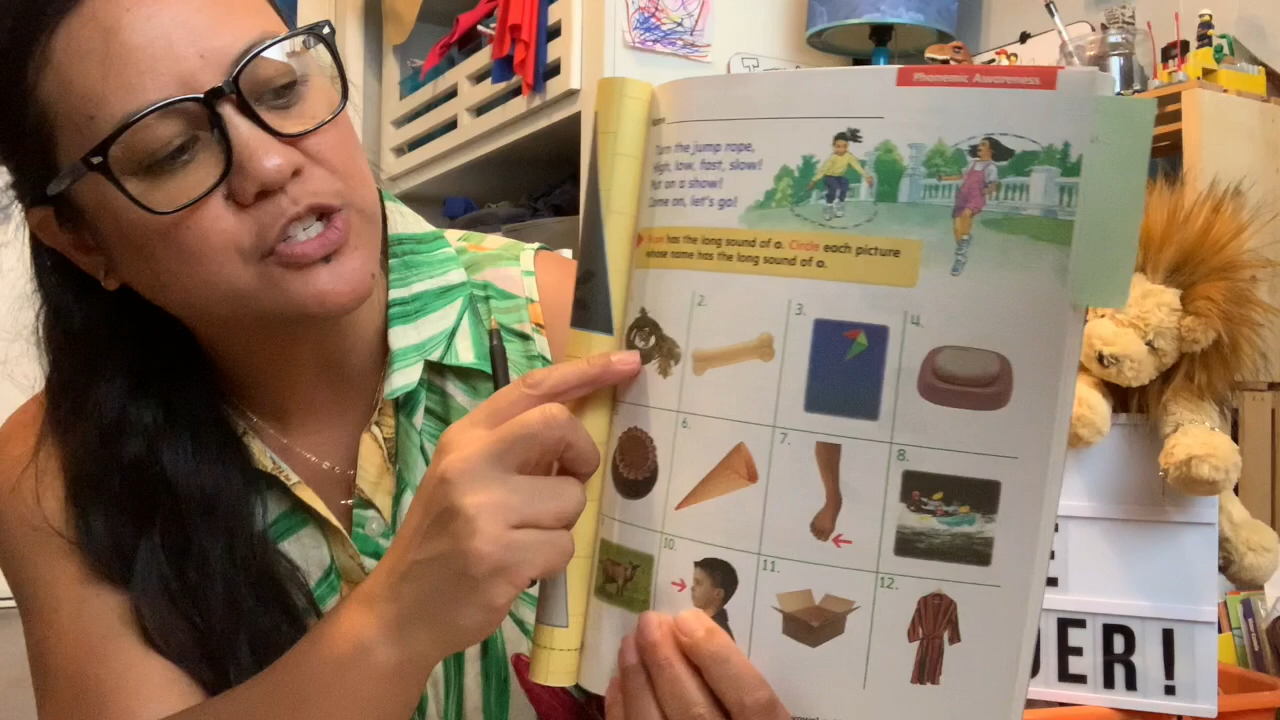 Phonemic Awareness
Turn the jump rope,
High, low, fast, slow!
Put on a show!
Come on, let's go!
has the long sound of o. Circle each picture
whose name has the long sound of o.
2. 3. 4.
6. 7. 8.
10. 11. 12.
DER!